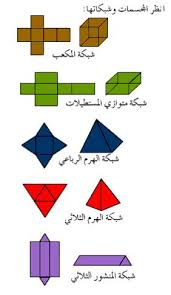 انظر المجسمات وشبكاتها:
شبكة المكعب
شبكة متوازي المستطيلات
شبكة الهرم الرباعي
شبكة الهرم الثلاثي
شبكة المنشور الثلاثي